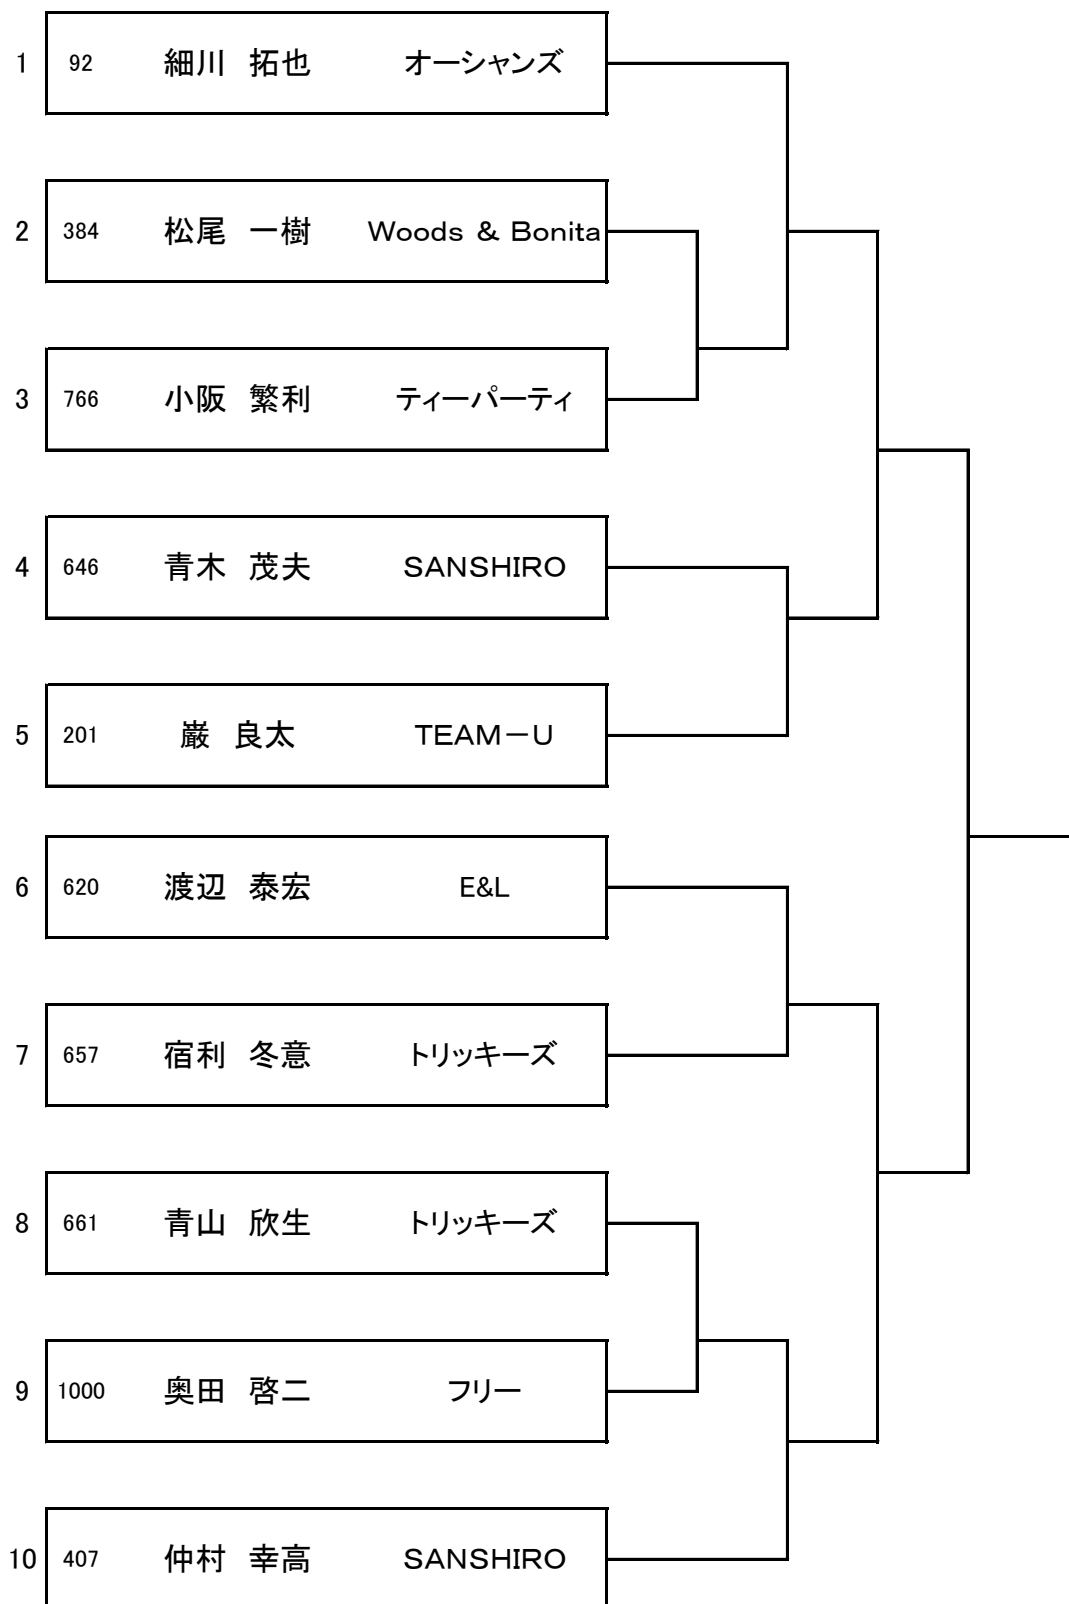 1 92 細川 拓也 オーシャンズ
2 384 松尾 一樹 Woods & Bonita
3 766 小阪 繁利 ティーパーティ
4 646 青木 茂夫 SANSHIRO
5 201 巌 良太 TEAM－U
6 620 渡辺 泰宏 E&L
7 657 宿利 冬意 トリッキーズ
8 661 青山 欣生 トリッキーズ
9 1000 奥田 啓二 フリー
10 407 仲村 幸高 SANSHIRO